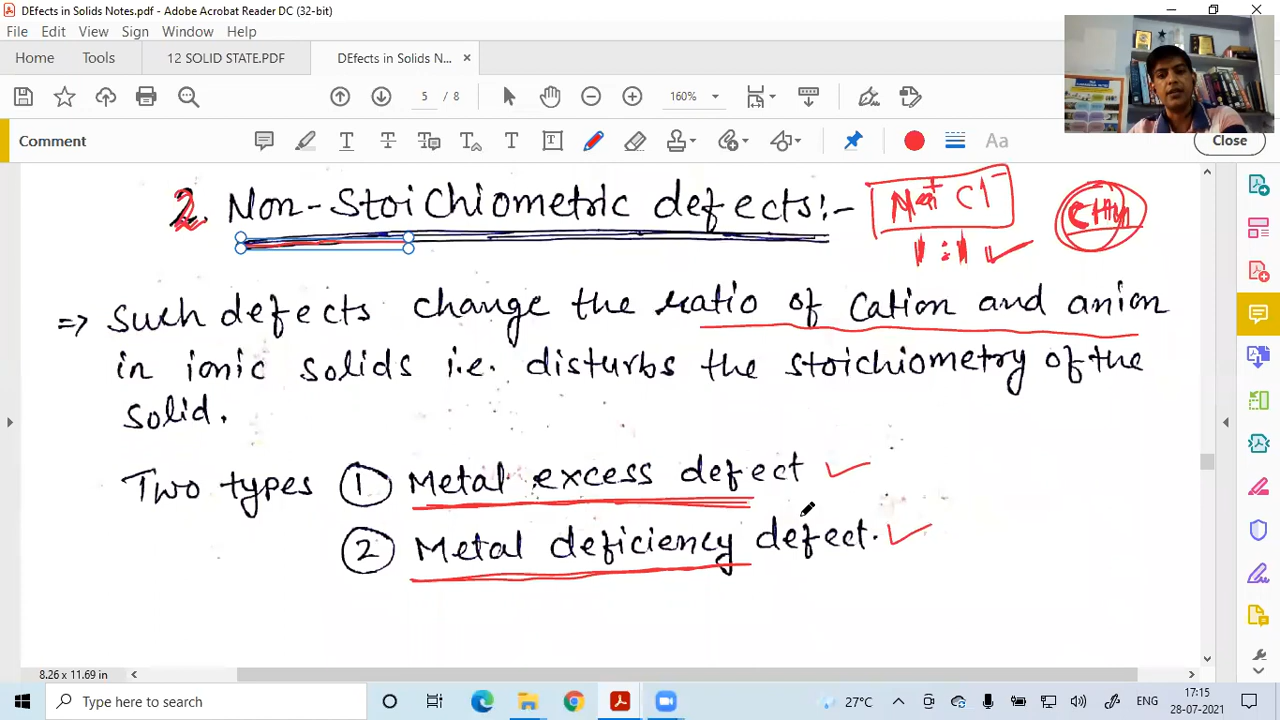 DEfects in Solids Notes.pdf - Adobe Acrobat Reader DC (32-bit)
File Edit View Sign Window Help
Home Tools 12 SOLID STATE.PDF DEfects in Solids N... ×
5 / 8 160%
Comment Aa Close
2. Non-Stoichiometric defects:- Cl⁻
1:1
=> Such defects change the ratio of cation and anion
in ionic solids i.e. disturbs the stoichiometry of the
solid.
Two types ① Metal excess defect
② Metal deficiency defect.
8.26 x 11.69 in
Type here to search 27°C ENG 17:15
28-07-2021